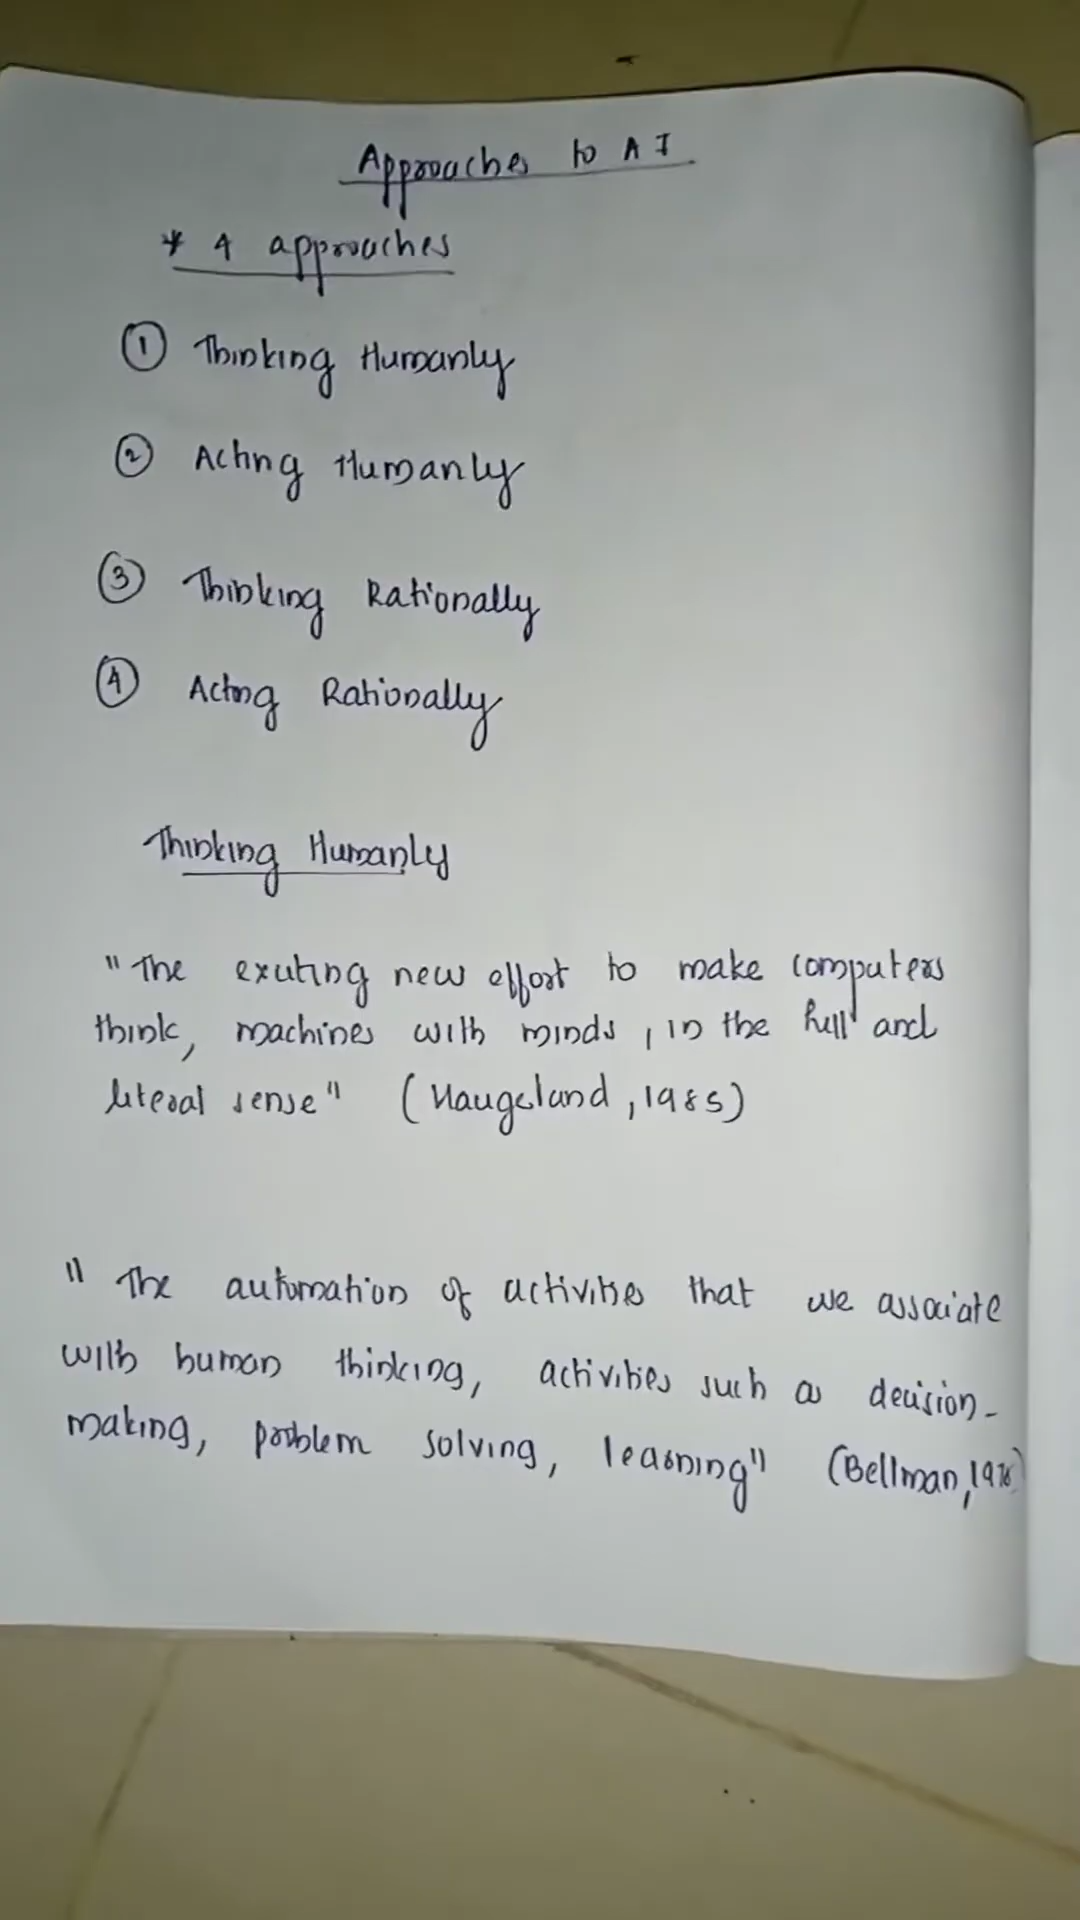 Approaches to AI
* 4 approaches
① Thinking Humanly
② Acting Humanly
③ Thinking Rationally
④ Acting Rationally
Thinking Humanly
"The exciting new effort to make computers
think, machines with minds, in the full and
literal sense" (Haugeland, 1985)
"The automation of activities that we associate
with human thinking, activities such as decision-
making, problem solving, learning" (Bellman, 1978)